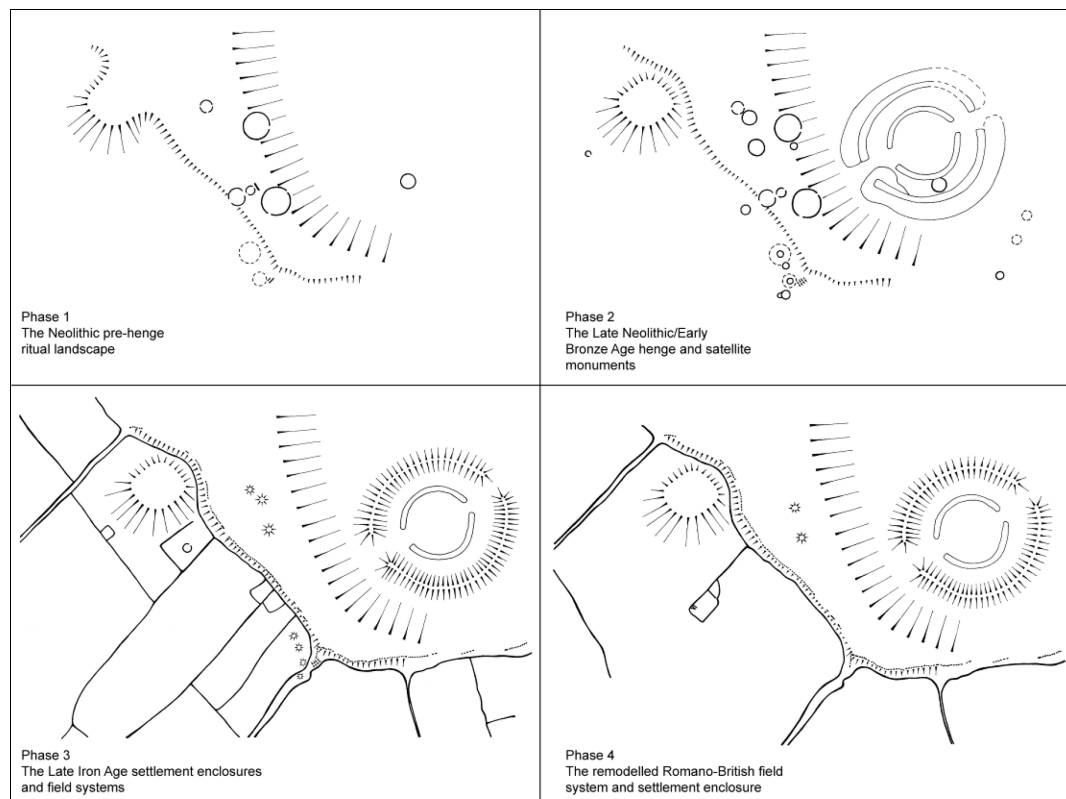 Phase 1
The Neolithic pre-henge
ritual landscape
Phase 2
The Late Neolithic/Early
Bronze Age henge and satellite
monuments
Phase 3
The Late Iron Age settlement enclosures
and field systems
Phase 4
The remodelled Romano-British field
system and settlement enclosure